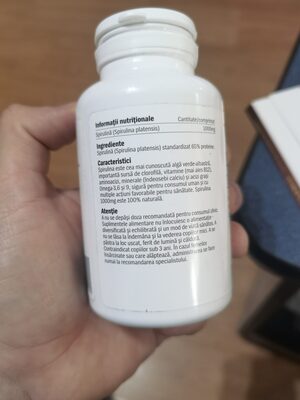 Informații nutriționale Cantitate/comprimat
Spirulină (Spirulina platensis) 1000mg
Ingrediente
Spirulină (Spirulina platensis) standardizat 65% proteine.
Caracteristici
Spirulina este cea mai cunoscută algă verde-albastră,
importantă sursă de clorofilă, vitamine (mai ales B12),
aminoacizi, minerale (îndeosebi calciu) și acizi grași
Omega-3,6 și 9, sigură pentru consumul uman și cu
multiple acțiuni favorabile pentru sănătate. Spirulina
1000mg este 100% naturală.
Atenție
A nu se depăși doza recomandată pentru consumul zilnic.
Suplimentele alimentare nu înlocuiesc o alimentație
diversificată și echilibrată și un mod de viață sănătos. A
nu se lăsa la îndemâna și la vederea copiilor mici. A se
păstra la loc uscat, ferit de lumină și căldură.
Contraindicat copiilor sub 3 ani. În cazul femeilor
însărcinate sau care alăptează, administrarea se face
numai la recomandarea specialistului.